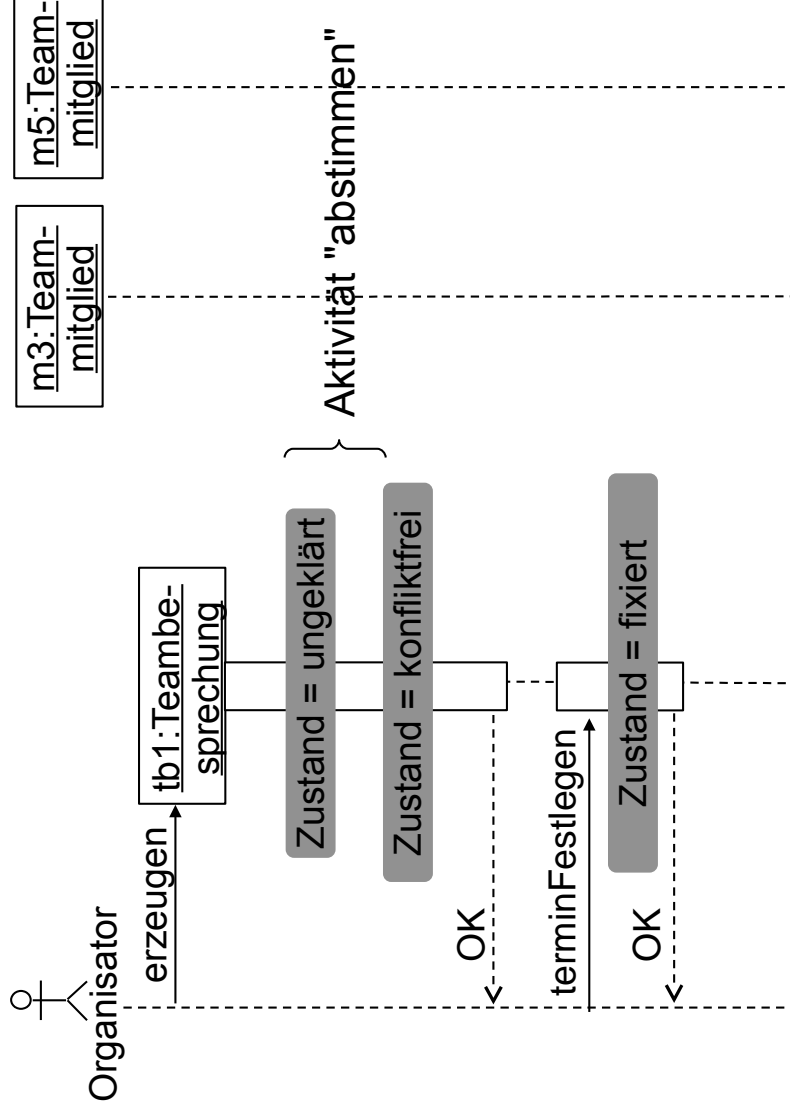 Organisator
erzeugen
tb1:Teambe-
sprechung
m3:Team-
mitglied
m5:Team-
mitglied
Zustand = ungeklärt
Aktivität "abstimmen"
Zustand = konfliktfrei
OK
terminFestlegen
Zustand = fixiert
OK